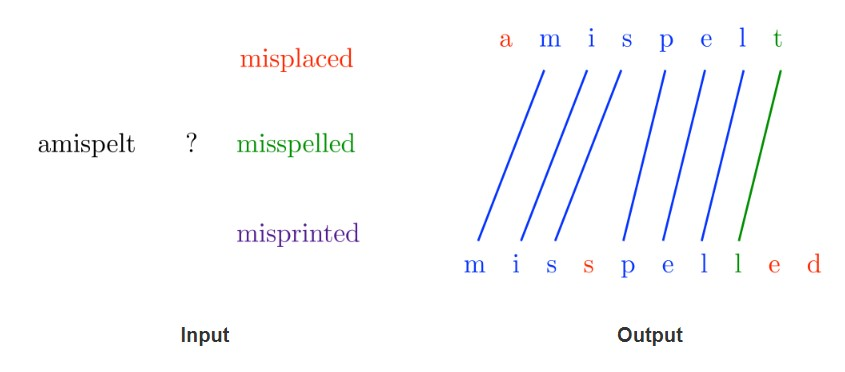 misplaced
amispelt ? misspelled
misprinted
a m i s p e l t
m i s s p e l l e d
Input
Output